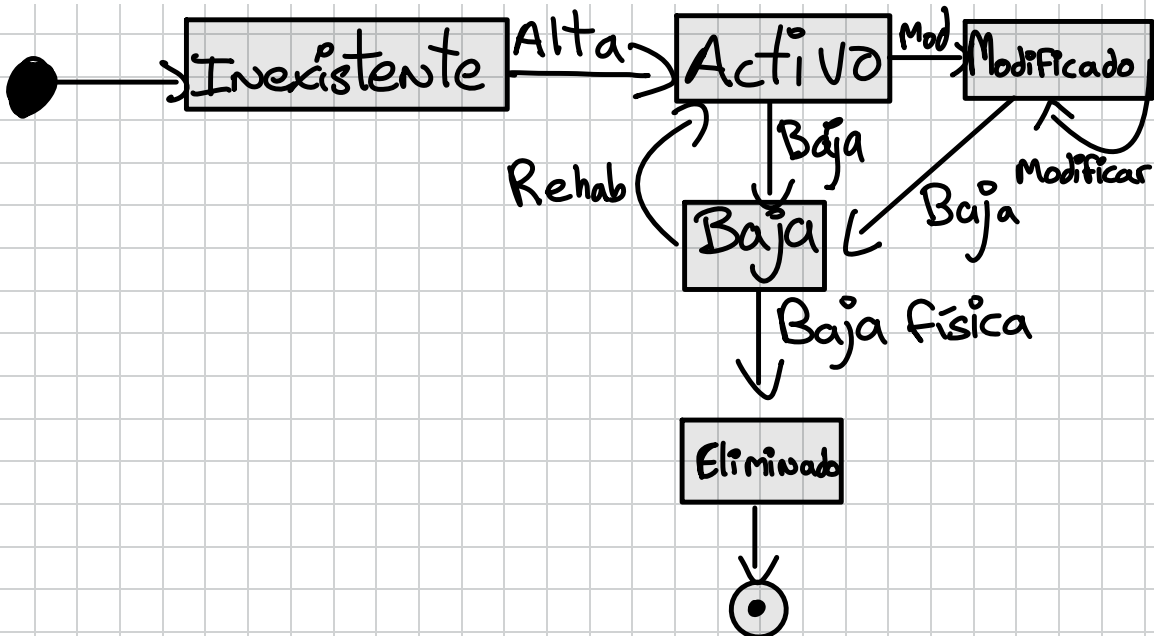 Inexistente
Alta
Activo
Mod
Modificado
Baja
Modificar
Rehab
Baja
Baja
Baja física
Eliminado